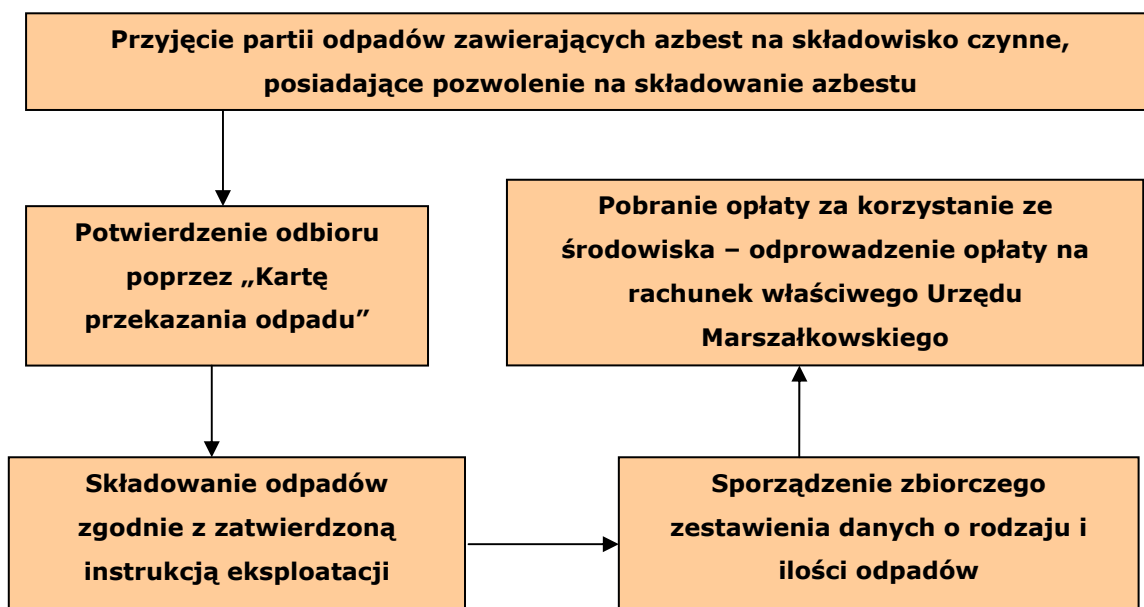 Przyjęcie partii odpadów zawierających azbest na składowisko czynne,
posiadające pozwolenie na składowanie azbestu
Potwierdzenie odbioru
poprzez „Kartę
przekazania odpadu”
Składowanie odpadów
zgodnie z zatwierdzoną
instrukcją eksploatacji
Sporządzenie zbiorczego
zestawienia danych o rodzaju i
ilości odpadów
Pobranie opłaty za korzystanie ze
środowiska – odprowadzenie opłaty na
rachunek właściwego Urzędu
Marszałkowskiego